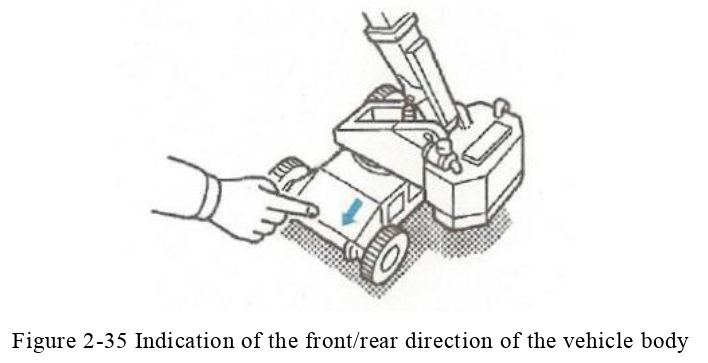 Figure 2-35 Indication of the front/rear direction of the vehicle body